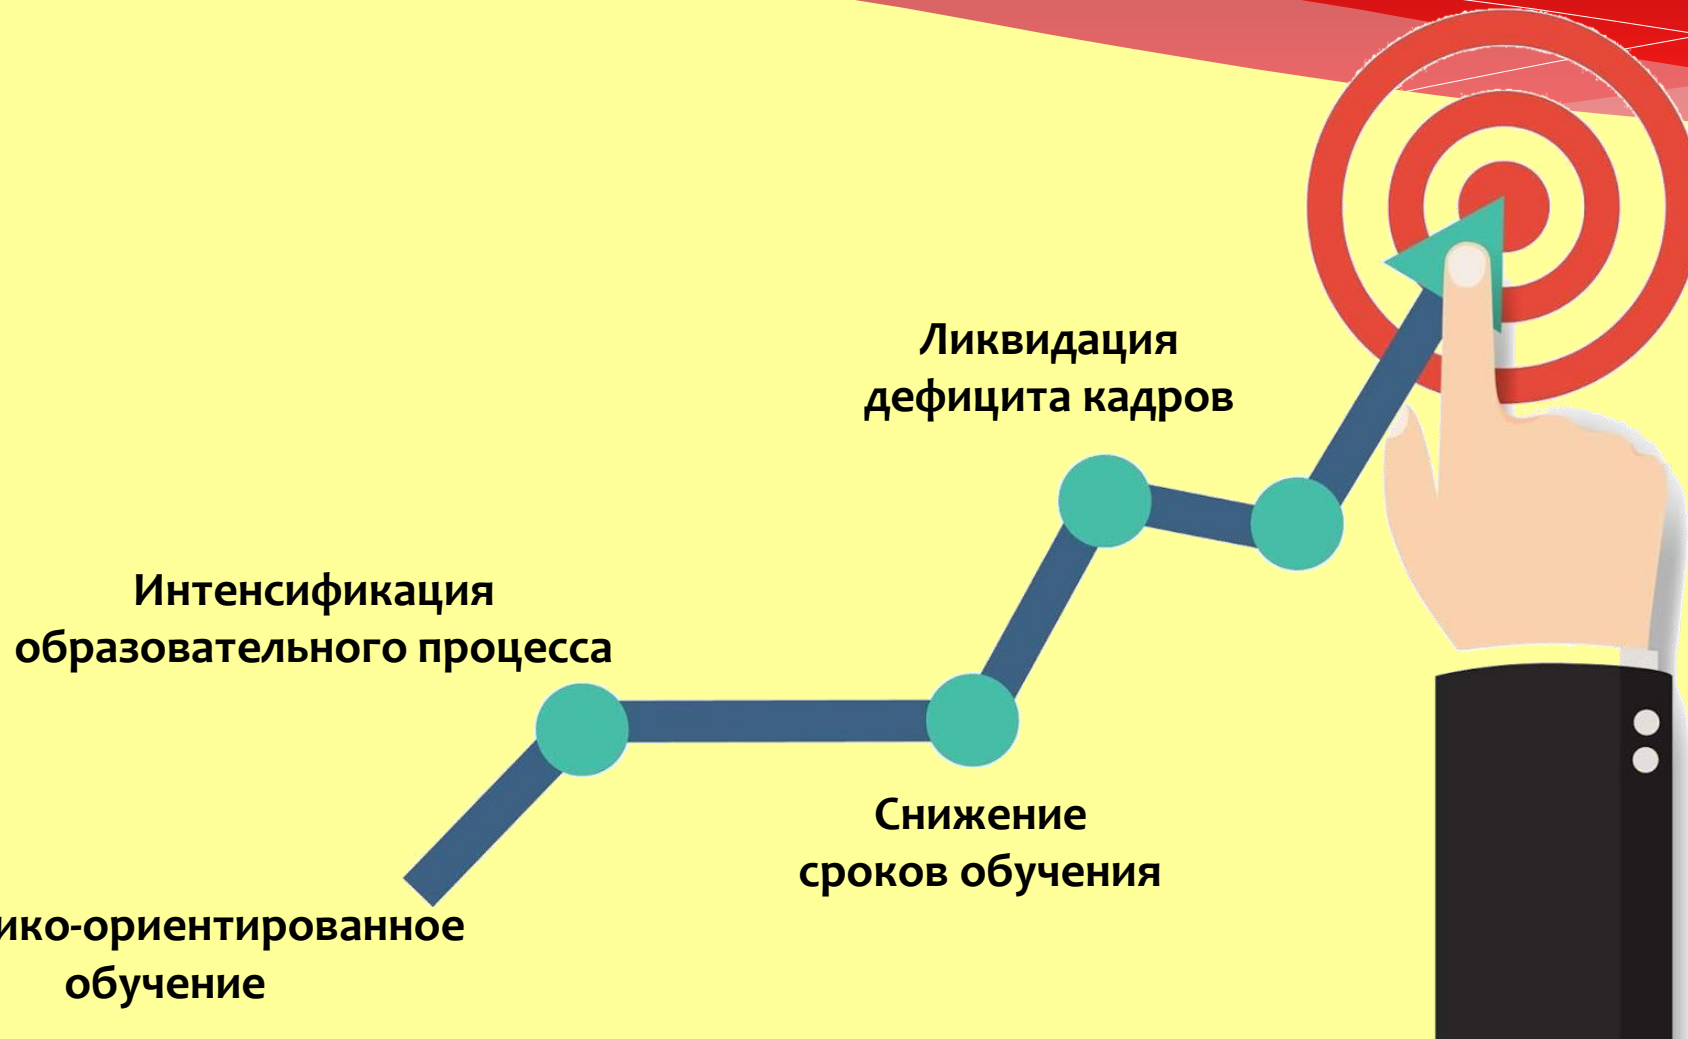 Ликвидация
дефицита кадров
Интенсификация
образовательного процесса
Снижение
сроков обучения
ико-ориентированное
обучение